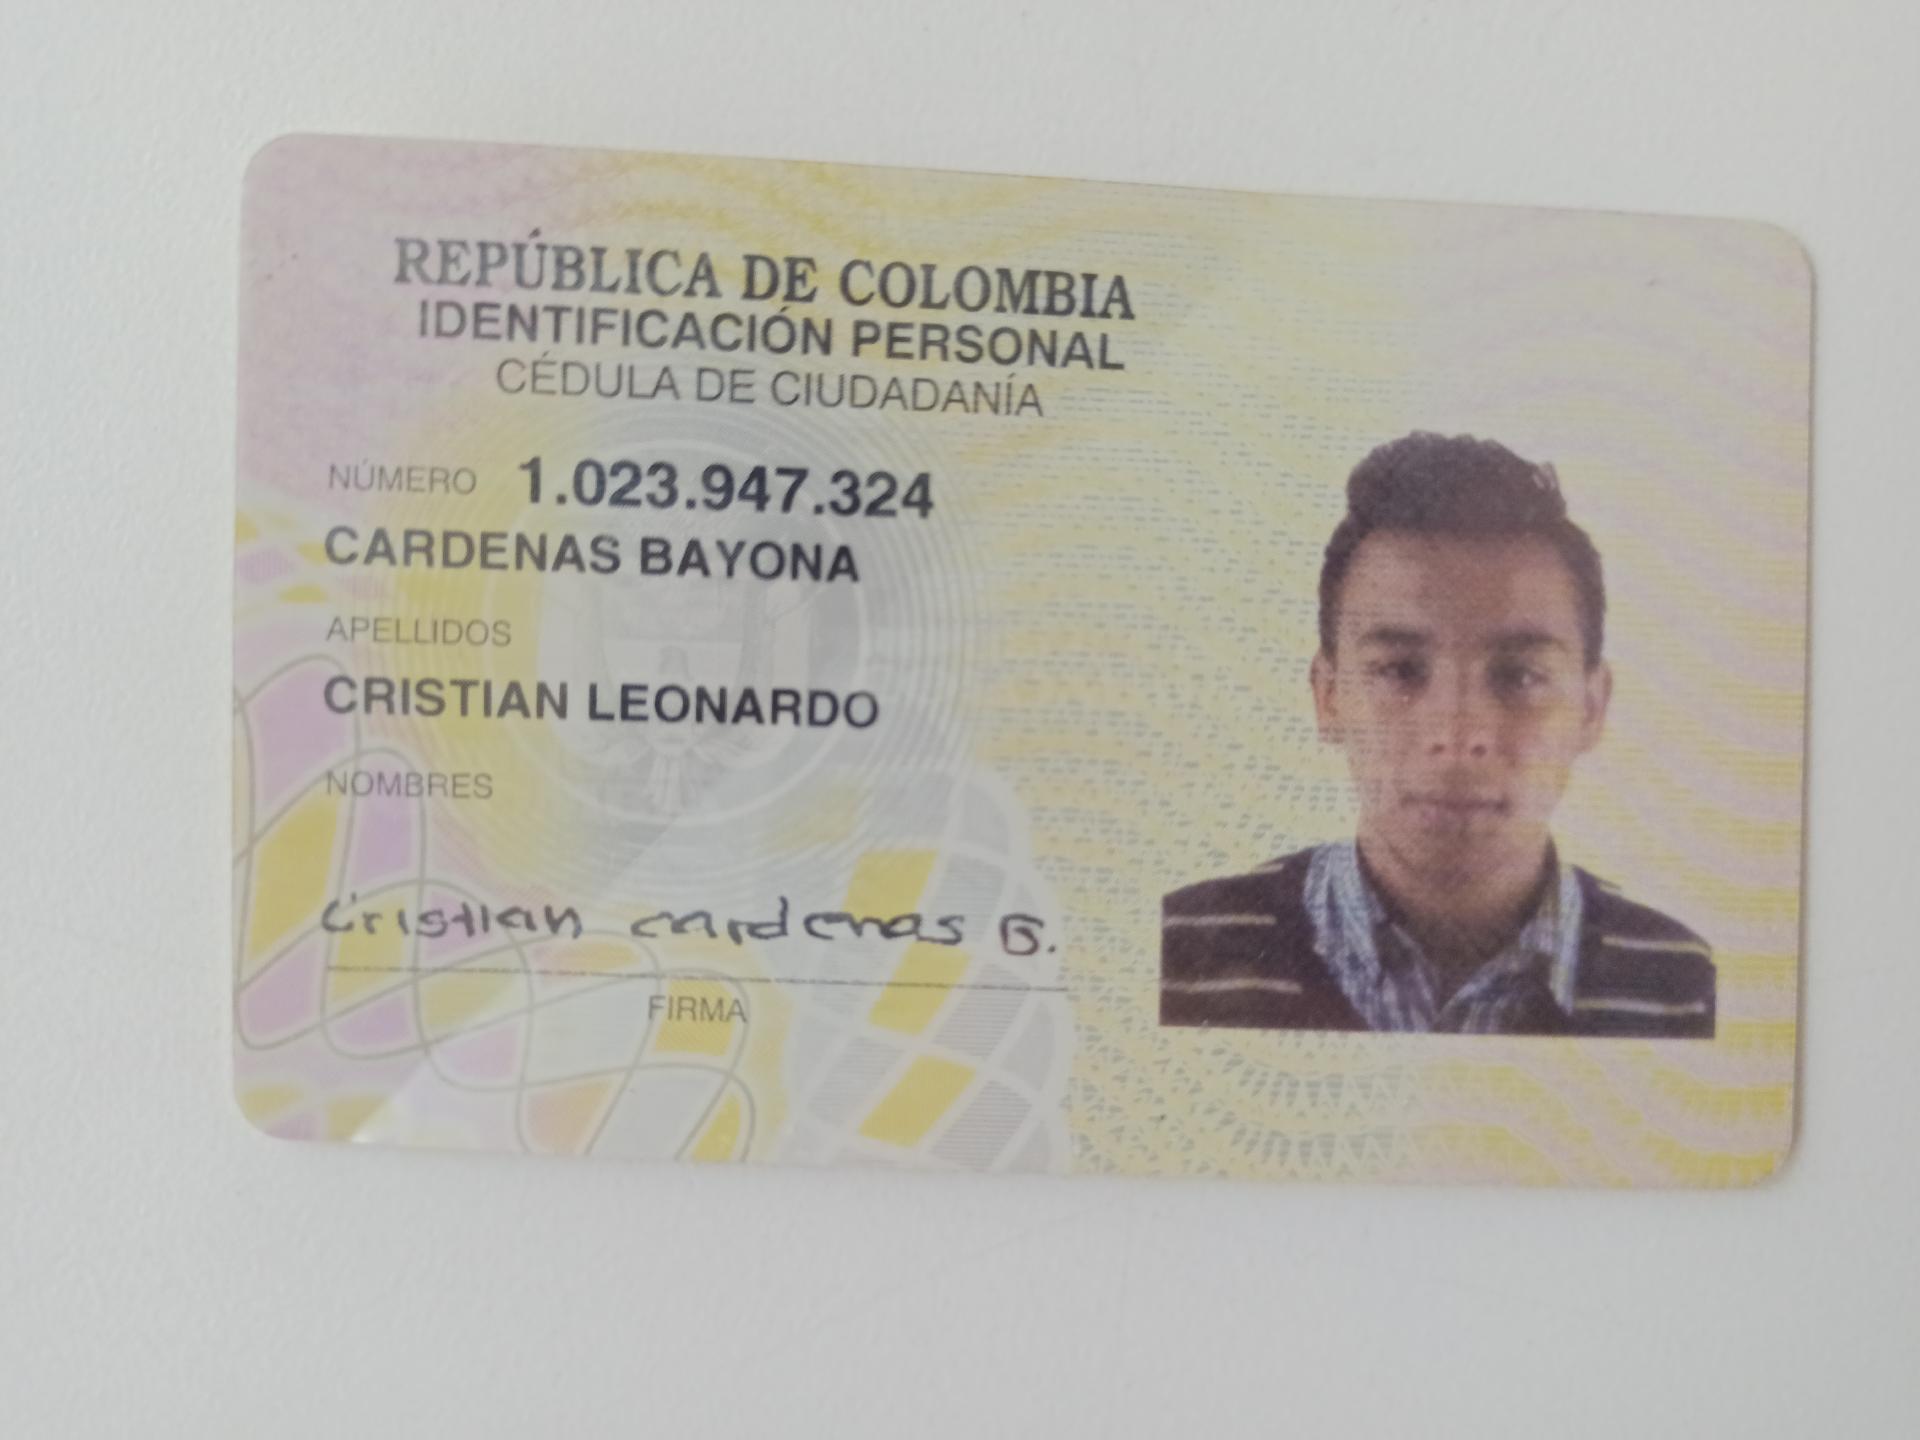 REPÚBLICA DE COLOMBIA
IDENTIFICACIÓN PERSONAL
CÉDULA DE CIUDADANÍA
NÚMERO 1.023.947.324
CARDENAS BAYONA
APELLIDOS
CRISTIAN LEONARDO
NOMBRES
Cristian cardenas B.
FIRMA